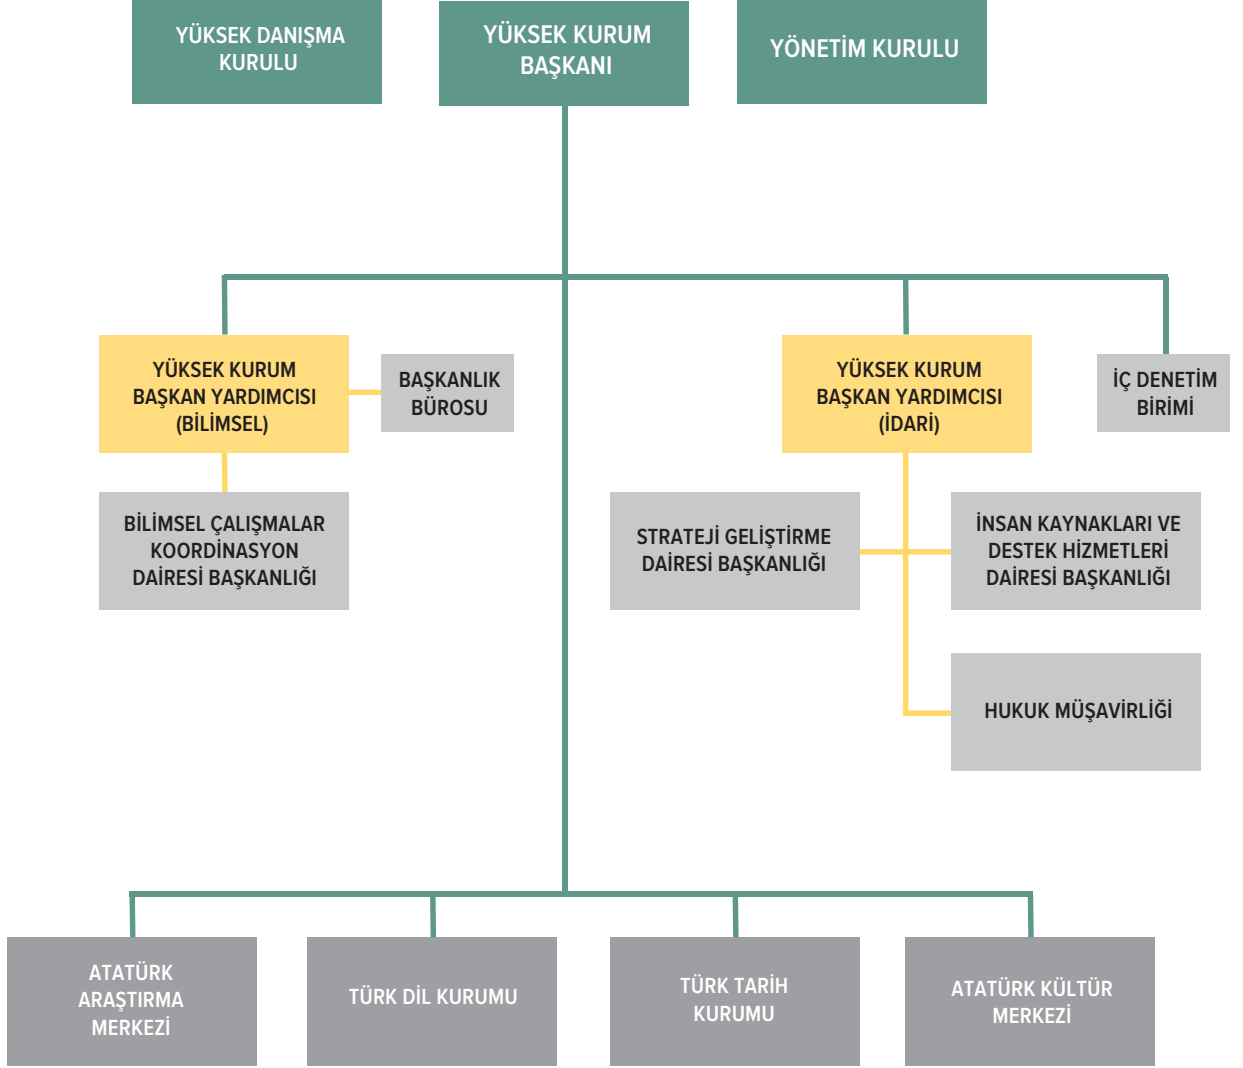 YÜKSEK DANIŞMA
KURULU
YÜKSEK KURUM
BAŞKANI
YÖNETİM KURULU
YÜKSEK KURUM
BAŞKAN YARDIMCISI
(BİLİMSEL)
BAŞKANLIK
BÜROSU
YÜKSEK KURUM
BAŞKAN YARDIMCISI
(İDARİ)
İÇ DENETİM
BİRİMİ
BİLİMSEL ÇALIŞMALAR
KOORDİNASYON
DAİRESİ BAŞKANLIĞI
STRATEJİ GELİŞTİRME
DAİRESİ BAŞKANLIĞI
İNSAN KAYNAKLARI VE
DESTEK HİZMETLERİ
DAİRESİ BAŞKANLIĞI
HUKUK MÜŞAVİRLİĞİ
ATATÜRK
ARAŞTIRMA
MERKEZİ
TÜRK DİL KURUMU
TÜRK TARİH
KURUMU
ATATÜRK KÜLTÜR
MERKEZİ